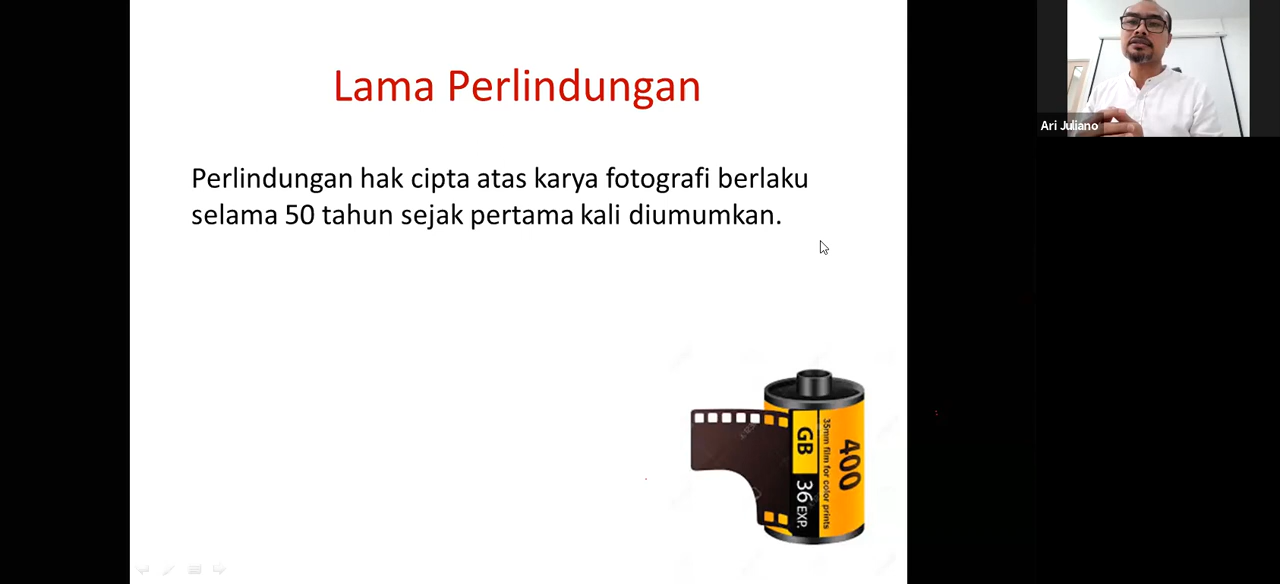 Lama Perlindungan
Perlindungan hak cipta atas karya fotografi berlaku
selama 50 tahun sejak pertama kali diumumkan.
Ari Juliano
400
35mm film for color prints
GB
36 EXP.